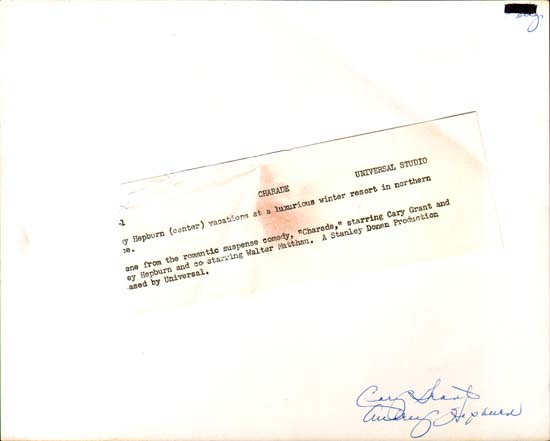 CHARADE UNIVERSAL STUDIO
y Hepburn (center) vacations at a luxurious winter resort in northern
e.
ene from the romantic suspense comedy, "Charade," starring Cary Grant and
ey Hepburn and co-starring Walter Matthau. A Stanley Donen Production
ased by Universal.
Cary Grant
Audrey Hepburn